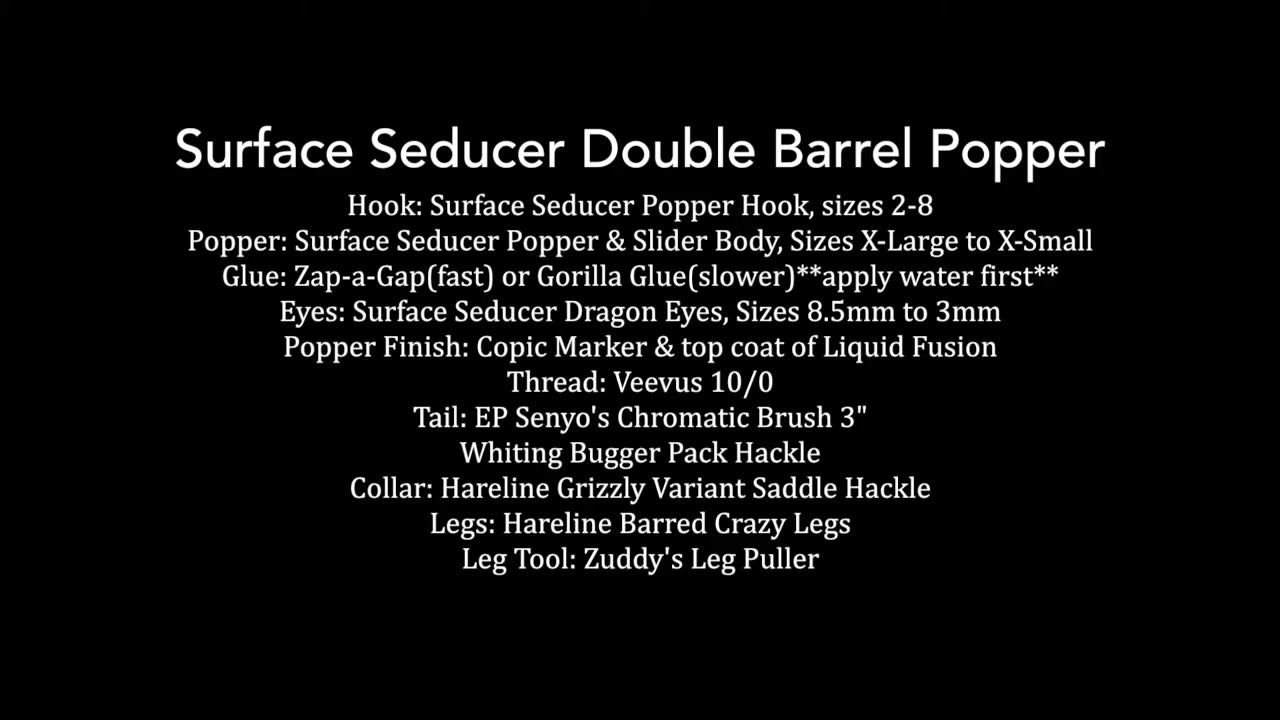 Surface Seducer Double Barrel Popper
Hook: Surface Seducer Popper Hook, sizes 2-8
Popper: Surface Seducer Popper & Slider Body, Sizes X-Large to X-Small
Glue: Zap-a-Gap(fast) or Gorilla Glue(slower)**apply water first**
Eyes: Surface Seducer Dragon Eyes, Sizes 8.5mm to 3mm
Popper Finish: Copic Marker & top coat of Liquid Fusion
Thread: Veevus 10/0
Tail: EP Senyo's Chromatic Brush 3"
Whiting Bugger Pack Hackle
Collar: Hareline Grizzly Variant Saddle Hackle
Legs: Hareline Barred Crazy Legs
Leg Tool: Zuddy's Leg Puller